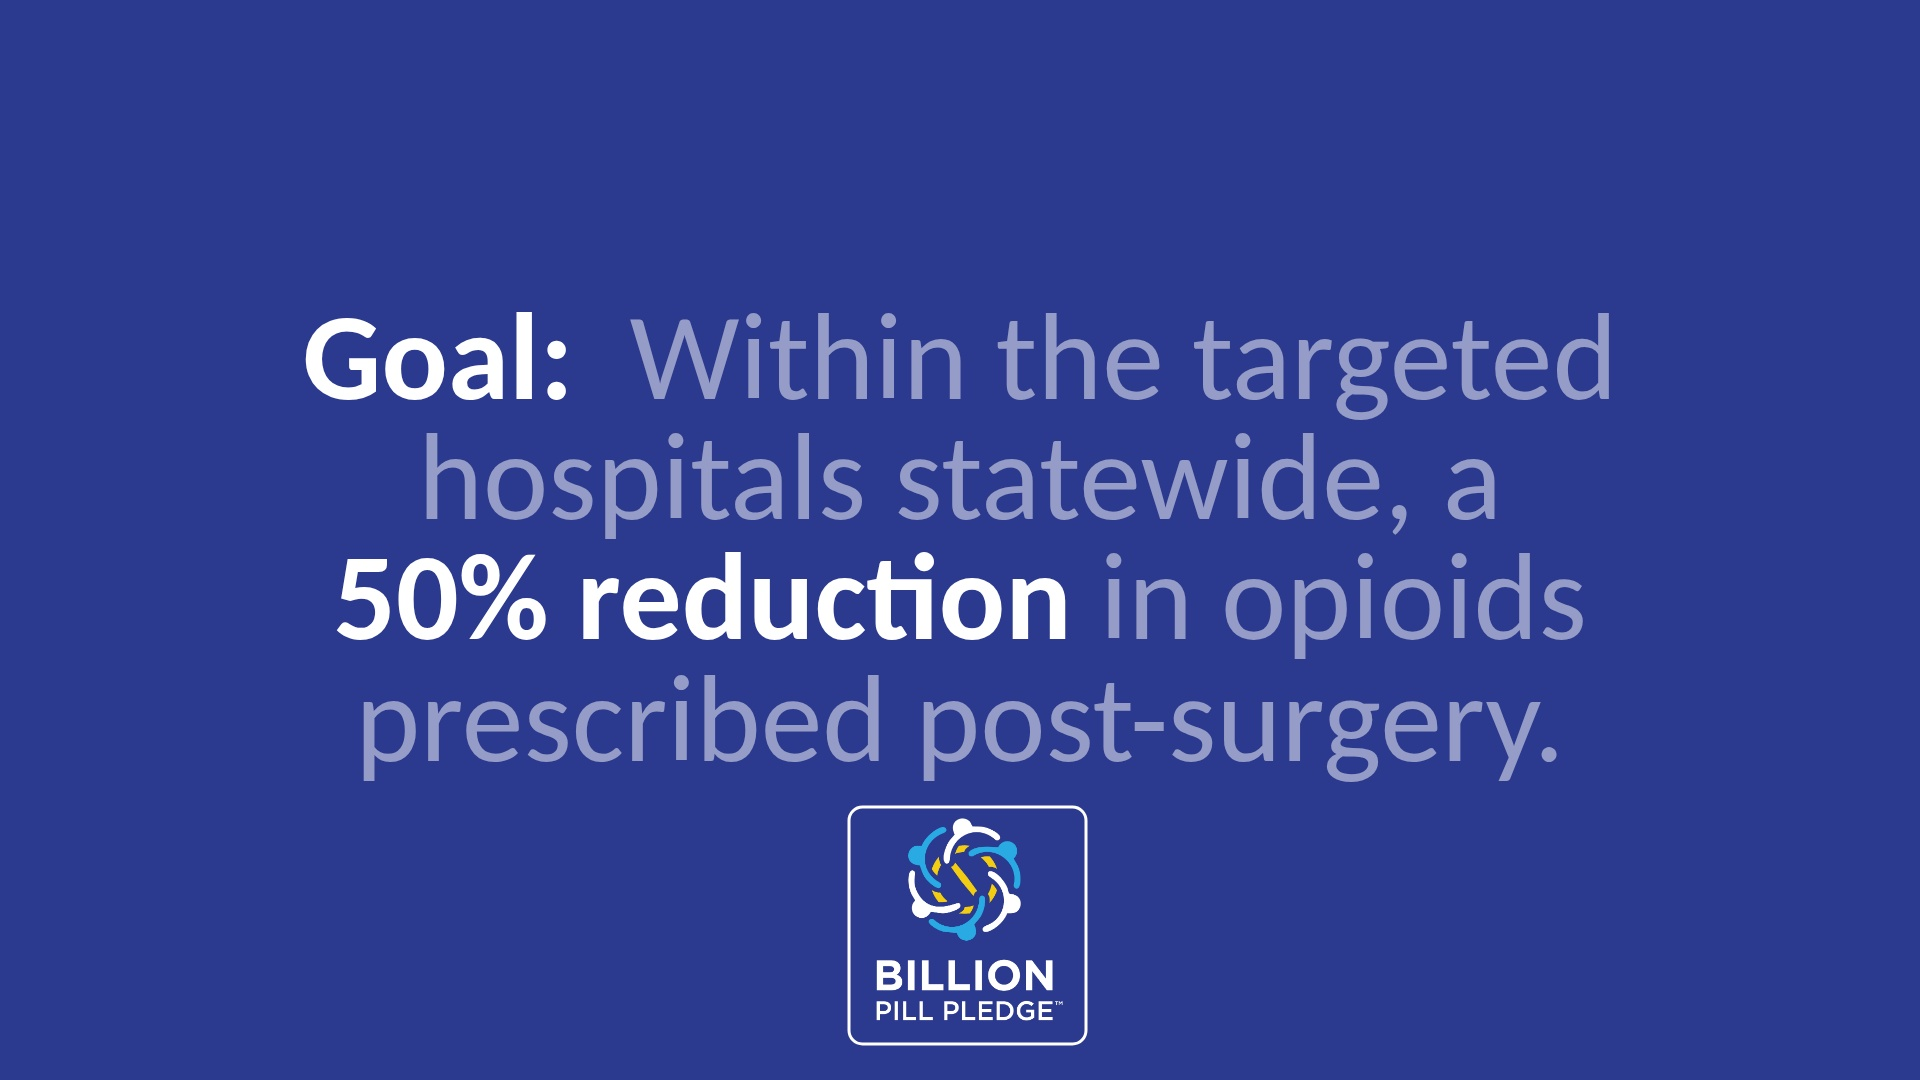 Goal:  Within the targeted
hospitals statewide, a
50% reduction in opioids
prescribed post-surgery.
BILLION
PILL PLEDGE™